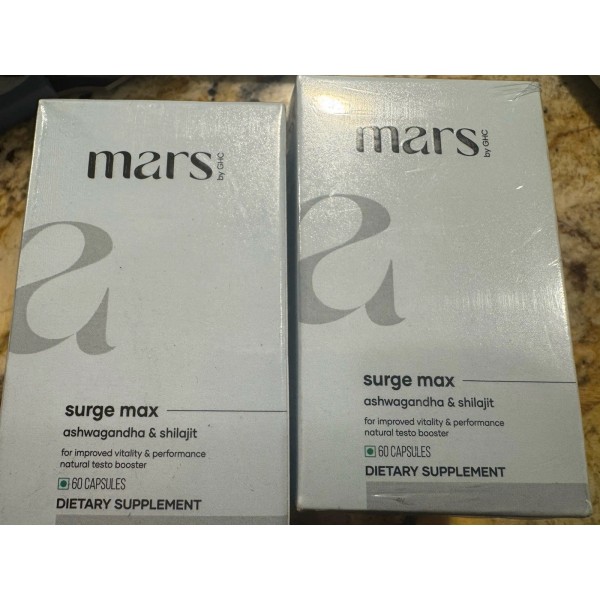 mars
by GHC
surge max
ashwagandha & shilajit
for improved vitality & performance
natural testo booster
60 CAPSULES
DIETARY SUPPLEMENT
mars
by GHC
a
surge max
ashwagandha & shilajit
for improved vitality & performance
natural testo booster
60 CAPSULES
DIETARY SUPPLEMENT